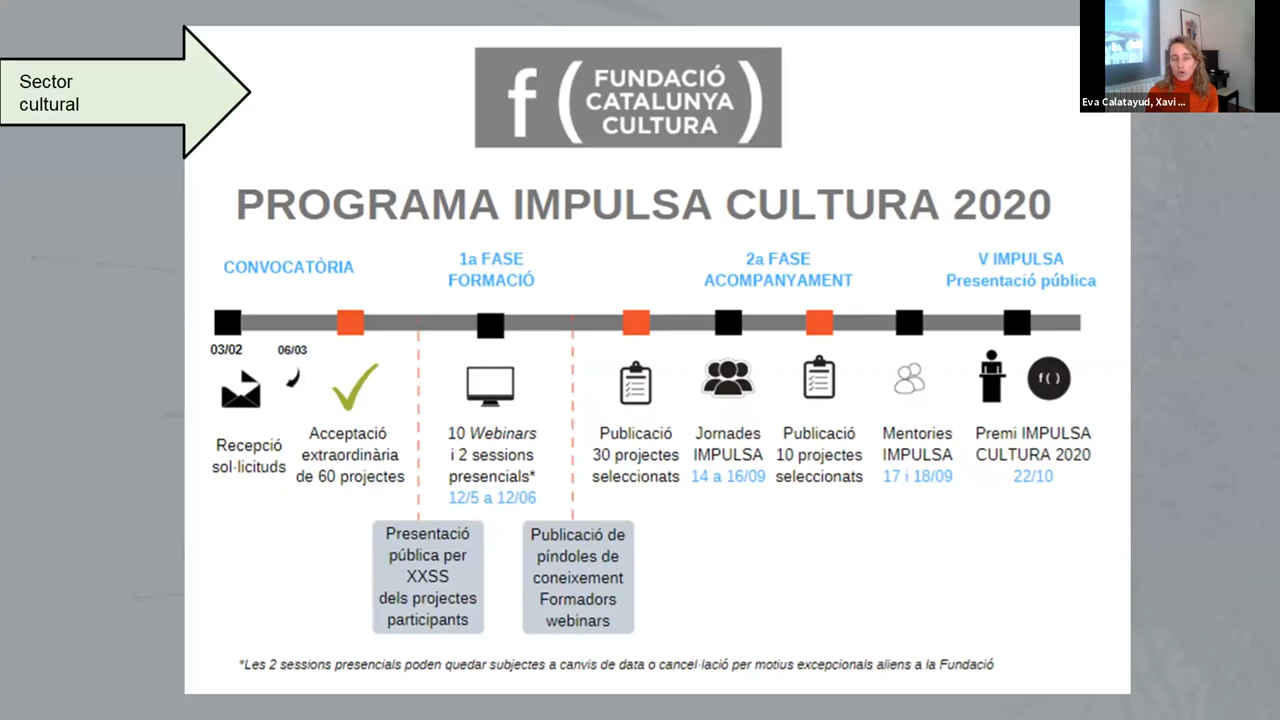 Sector
cultural
f ( FUNDACIÓ
CATALUNYA
CULTURA )
Eva Calatayud, Xavi ...
PROGRAMA IMPULSA CULTURA 2020
CONVOCATÒRIA
1a FASE
FORMACIÓ
2a FASE
ACOMPANYAMENT
V IMPULSA
Presentació pública
03/02
06/03
Recepció
sol·licituds
Acceptació
extraordinària
de 60 projectes
10 Webinars
i 2 sessions
presencials*
12/5 a 12/06
Publicació
30 projectes
seleccionats
Jornades
IMPULSA
14 a 16/09
Publicació
10 projectes
seleccionats
Mentories
IMPULSA
17 i 18/09
f ( )
Premi IMPULSA
CULTURA 2020
22/10
Presentació
pública per
XXSS
dels projectes
participants
Publicació de
píndoles de
coneixement
Formadors
webinars
*Les 2 sessions presencials poden quedar subjectes a canvis de data o cancel·lació per motius excepcionals aliens a la Fundació